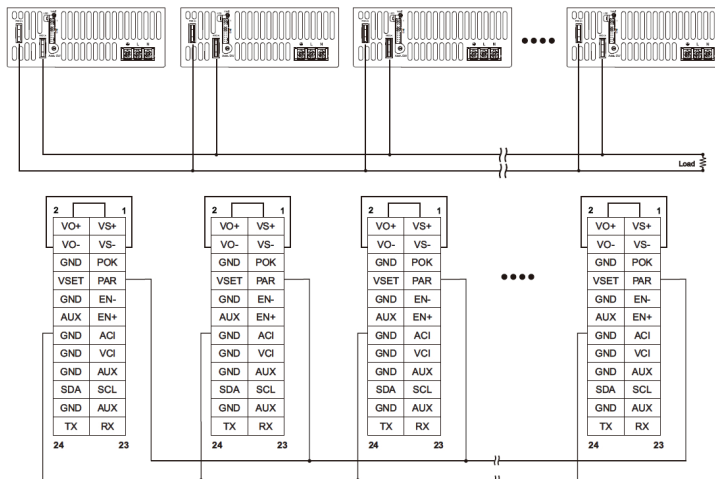 L N
L N
L N
L N
Load
2 1
VO+ VS+
VO- VS-
GND POK
VSET PAR
GND EN-
AUX EN+
GND ACI
GND VCI
GND AUX
SDA SCL
GND AUX
TX RX
24 23
2 1
VO+ VS+
VO- VS-
GND POK
VSET PAR
GND EN-
AUX EN+
GND ACI
GND VCI
GND AUX
SDA SCL
GND AUX
TX RX
24 23
2 1
VO+ VS+
VO- VS-
GND POK
VSET PAR
GND EN-
AUX EN+
GND ACI
GND VCI
GND AUX
SDA SCL
GND AUX
TX RX
24 23
2 1
VO+ VS+
VO- VS-
GND POK
VSET PAR
GND EN-
AUX EN+
GND ACI
GND VCI
GND AUX
SDA SCL
GND AUX
TX RX
24 23